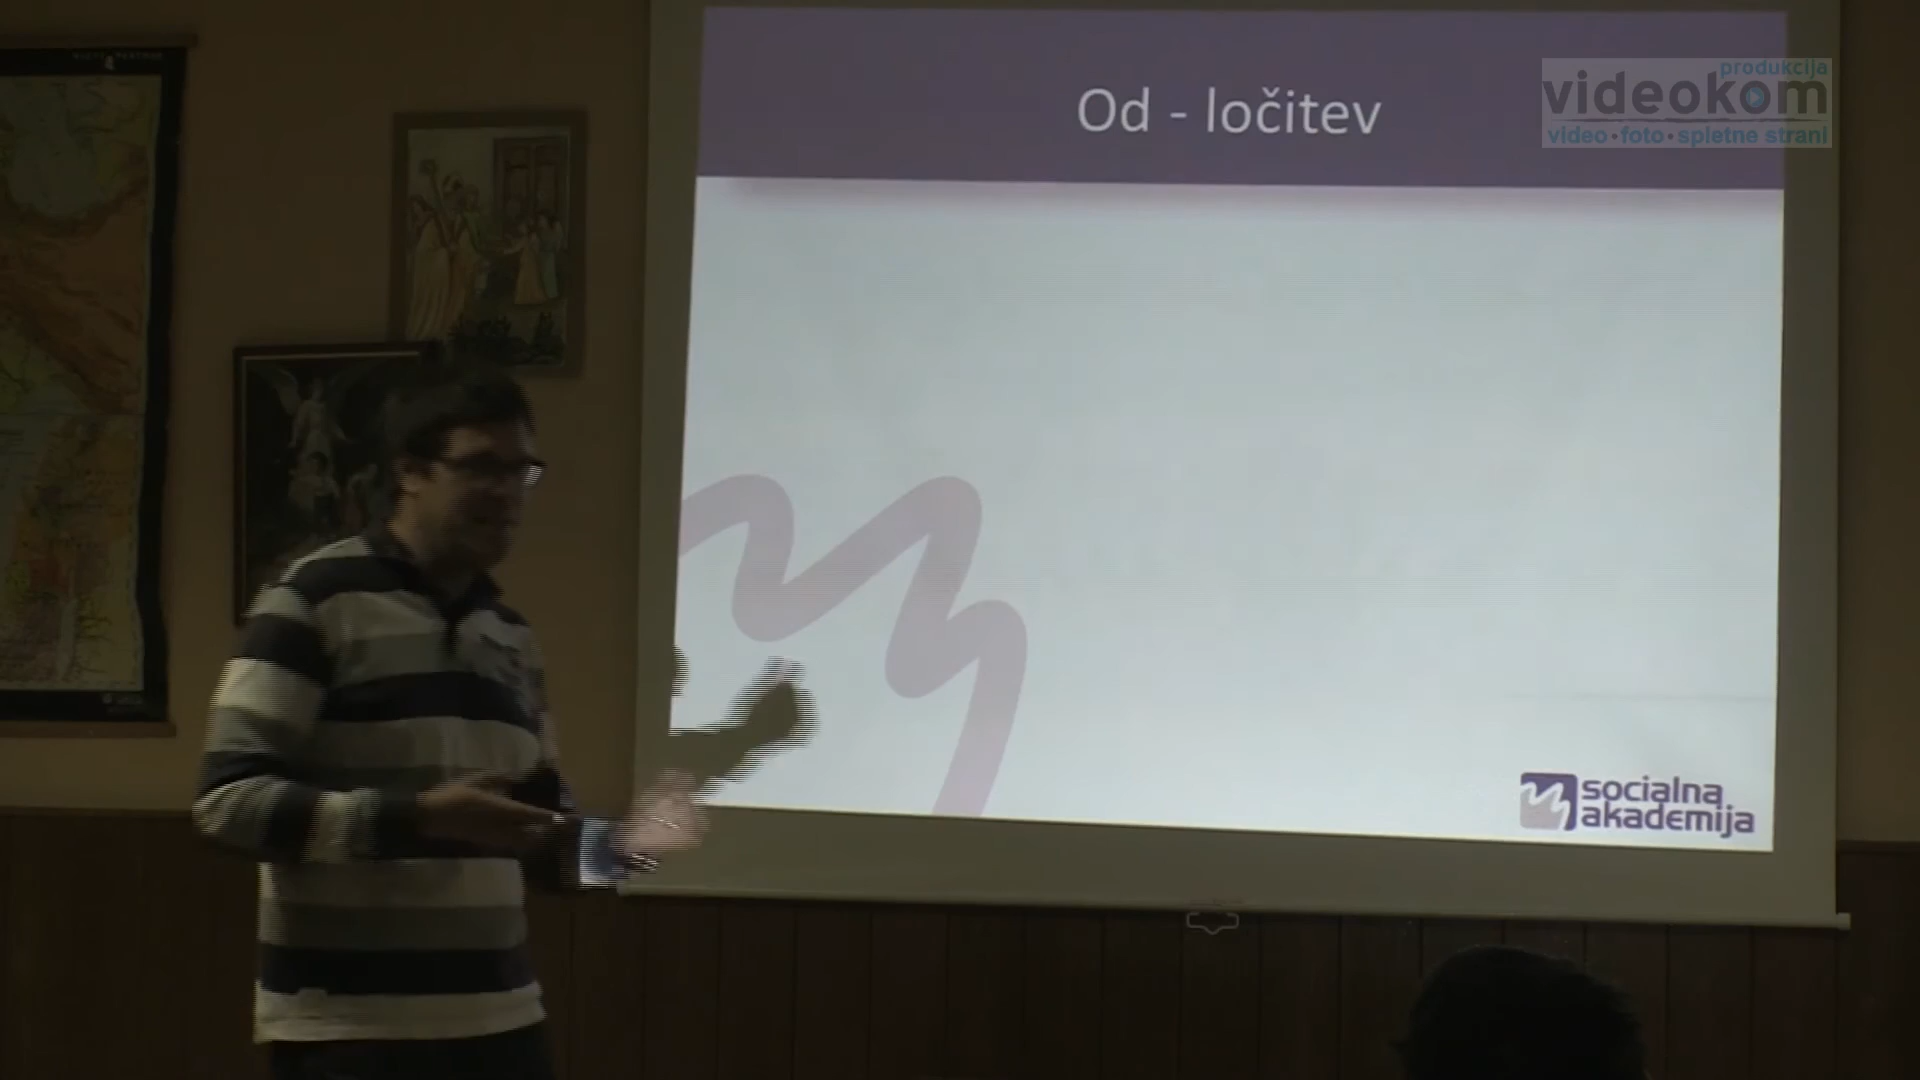 Od - ločitev
produkcija
videokom
video•foto•spletne strani
socialna
akademija